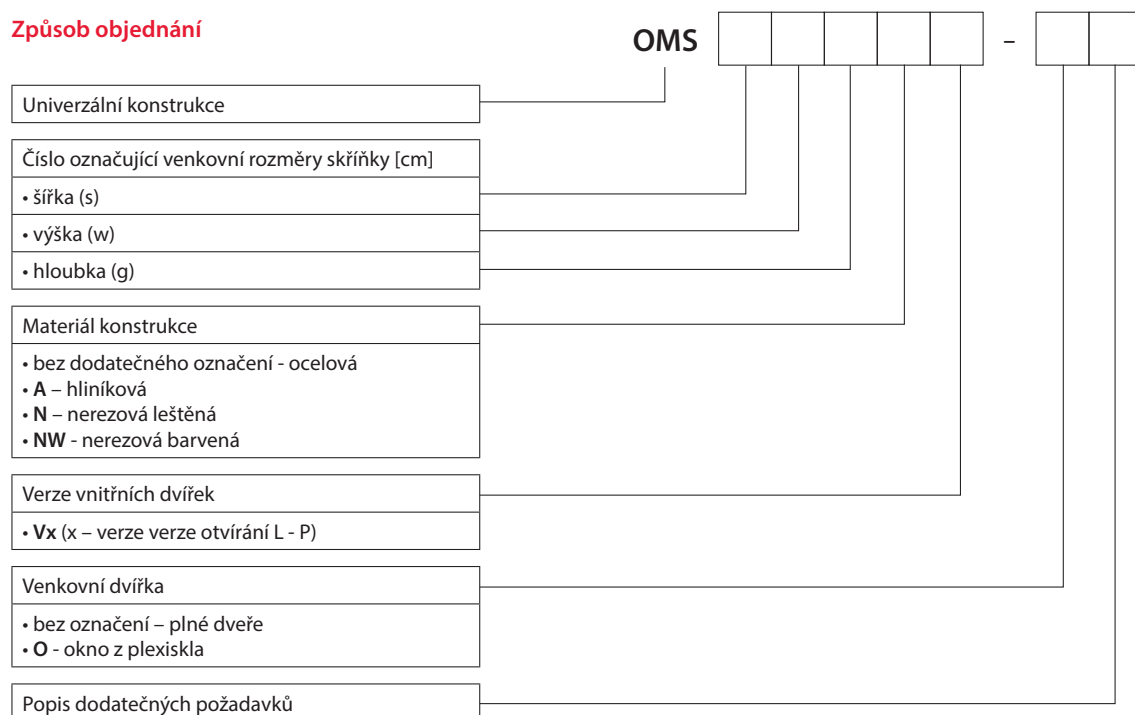 Způsob objednání
OMS –
Univerzální konstrukce
Číslo označující venkovní rozměry skříňky [cm]
• šířka (s)
• výška (w)
• hloubka (g)
Materiál konstrukce
• bez dodatečného označení - ocelová
• A – hliníková
• N – nerezová leštěná
• NW - nerezová barvená
Verze vnitřních dvířek
• Vx (x – verze verze otvírání L - P)
Venkovní dvířka
• bez označení – plné dveře
• O - okno z plexiskla
Popis dodatečných požadavků